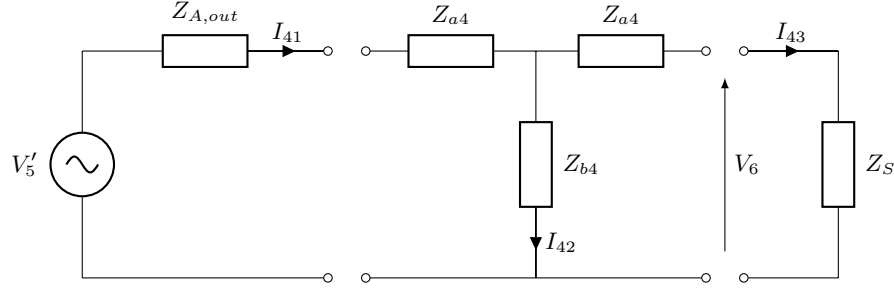 Z_{A,out}
I_{41}
Z_{a4}
Z_{a4}
I_{43}
V_5'
Z_{b4}
V_6
Z_S
I_{42}